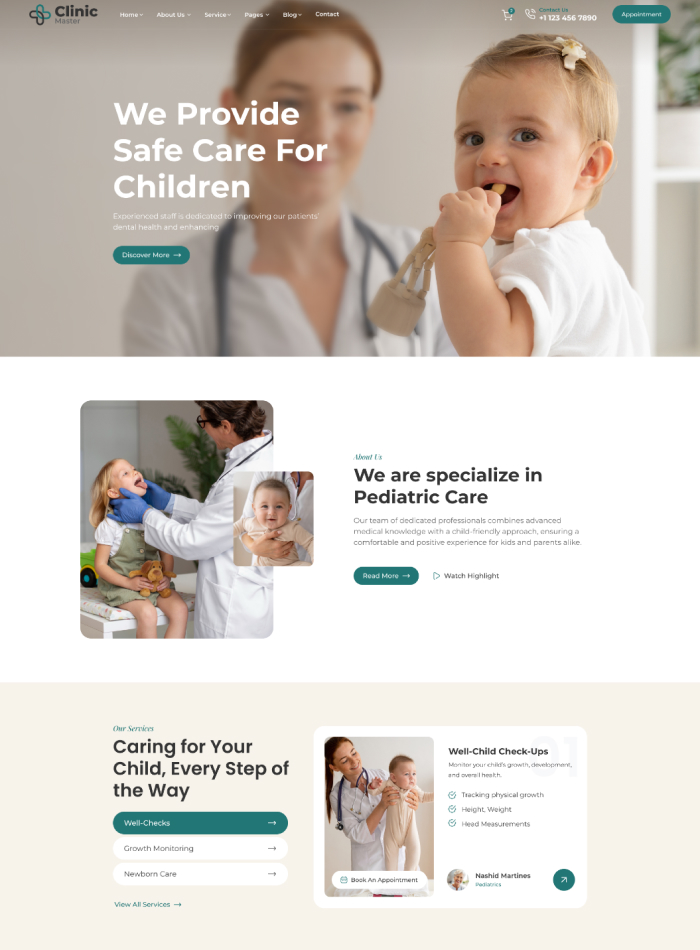 Clinic
Master
Home
About Us
Service
Pages
Blog
Contact
2
Contact Us
+1 123 456 7890
Appointment
We Provide
Safe Care For
Children
Experienced staff is dedicated to improving our patients'
dental health and enhancing
Discover More
About Us
We are specialize in
Pediatric Care
Our team of dedicated professionals combines advanced
medical knowledge with a child-friendly approach, ensuring a
comfortable and positive experience for kids and parents alike.
Read More
Watch Highlight
Our Services
Caring for Your
Child, Every Step of
the Way
Well-Checks
Growth Monitoring
Newborn Care
View All Services
01
Well-Child Check-Ups
Monitor your child's growth, development,
and overall health.
Tracking physical growth
Height, Weight
Head Measurements
Book An Appointment
Nashid Martines
Pediatrics